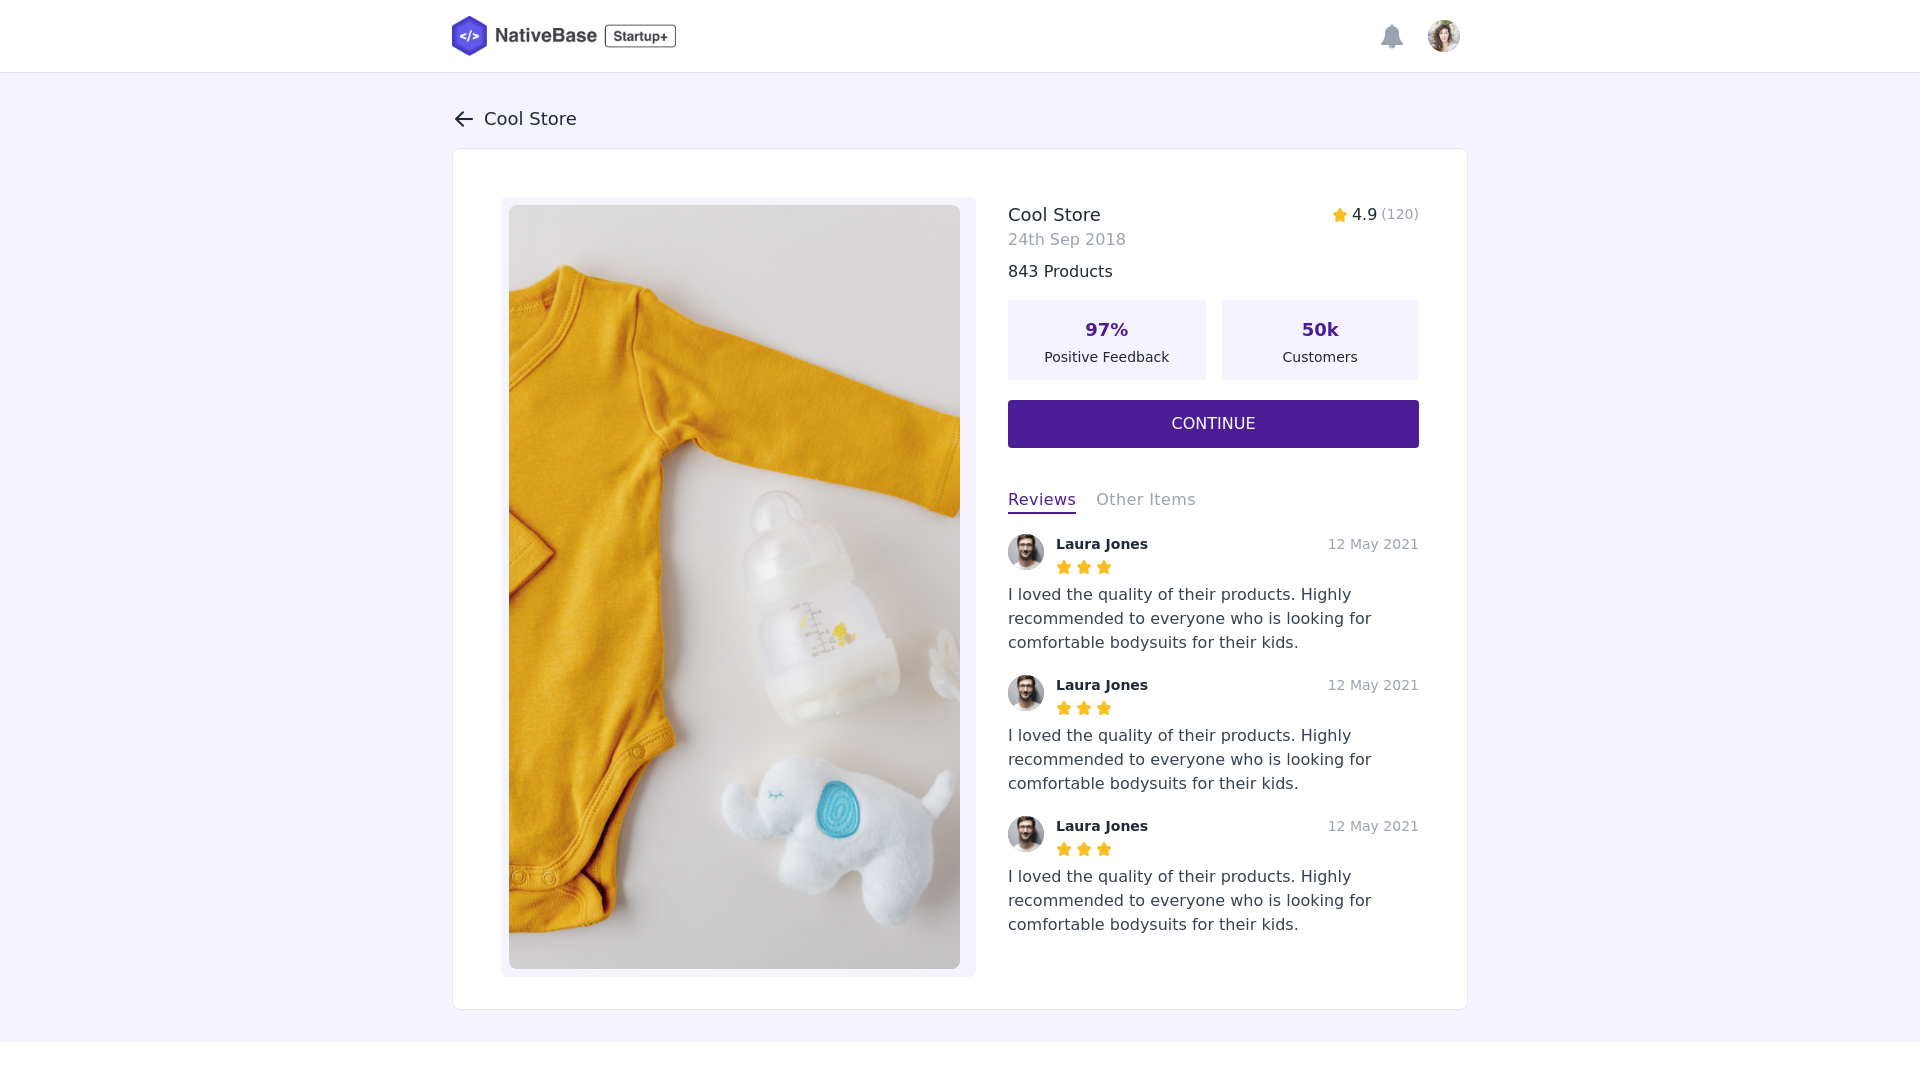 </> NativeBase Startup+
Cool Store
Cool Store
4.9 (120)
24th Sep 2018
843 Products
97%
Positive Feedback
50k
Customers
CONTINUE
Reviews Other Items
Laura Jones 12 May 2021
I loved the quality of their products. Highly
recommended to everyone who is looking for
comfortable bodysuits for their kids.
Laura Jones 12 May 2021
I loved the quality of their products. Highly
recommended to everyone who is looking for
comfortable bodysuits for their kids.
Laura Jones 12 May 2021
I loved the quality of their products. Highly
recommended to everyone who is looking for
comfortable bodysuits for their kids.